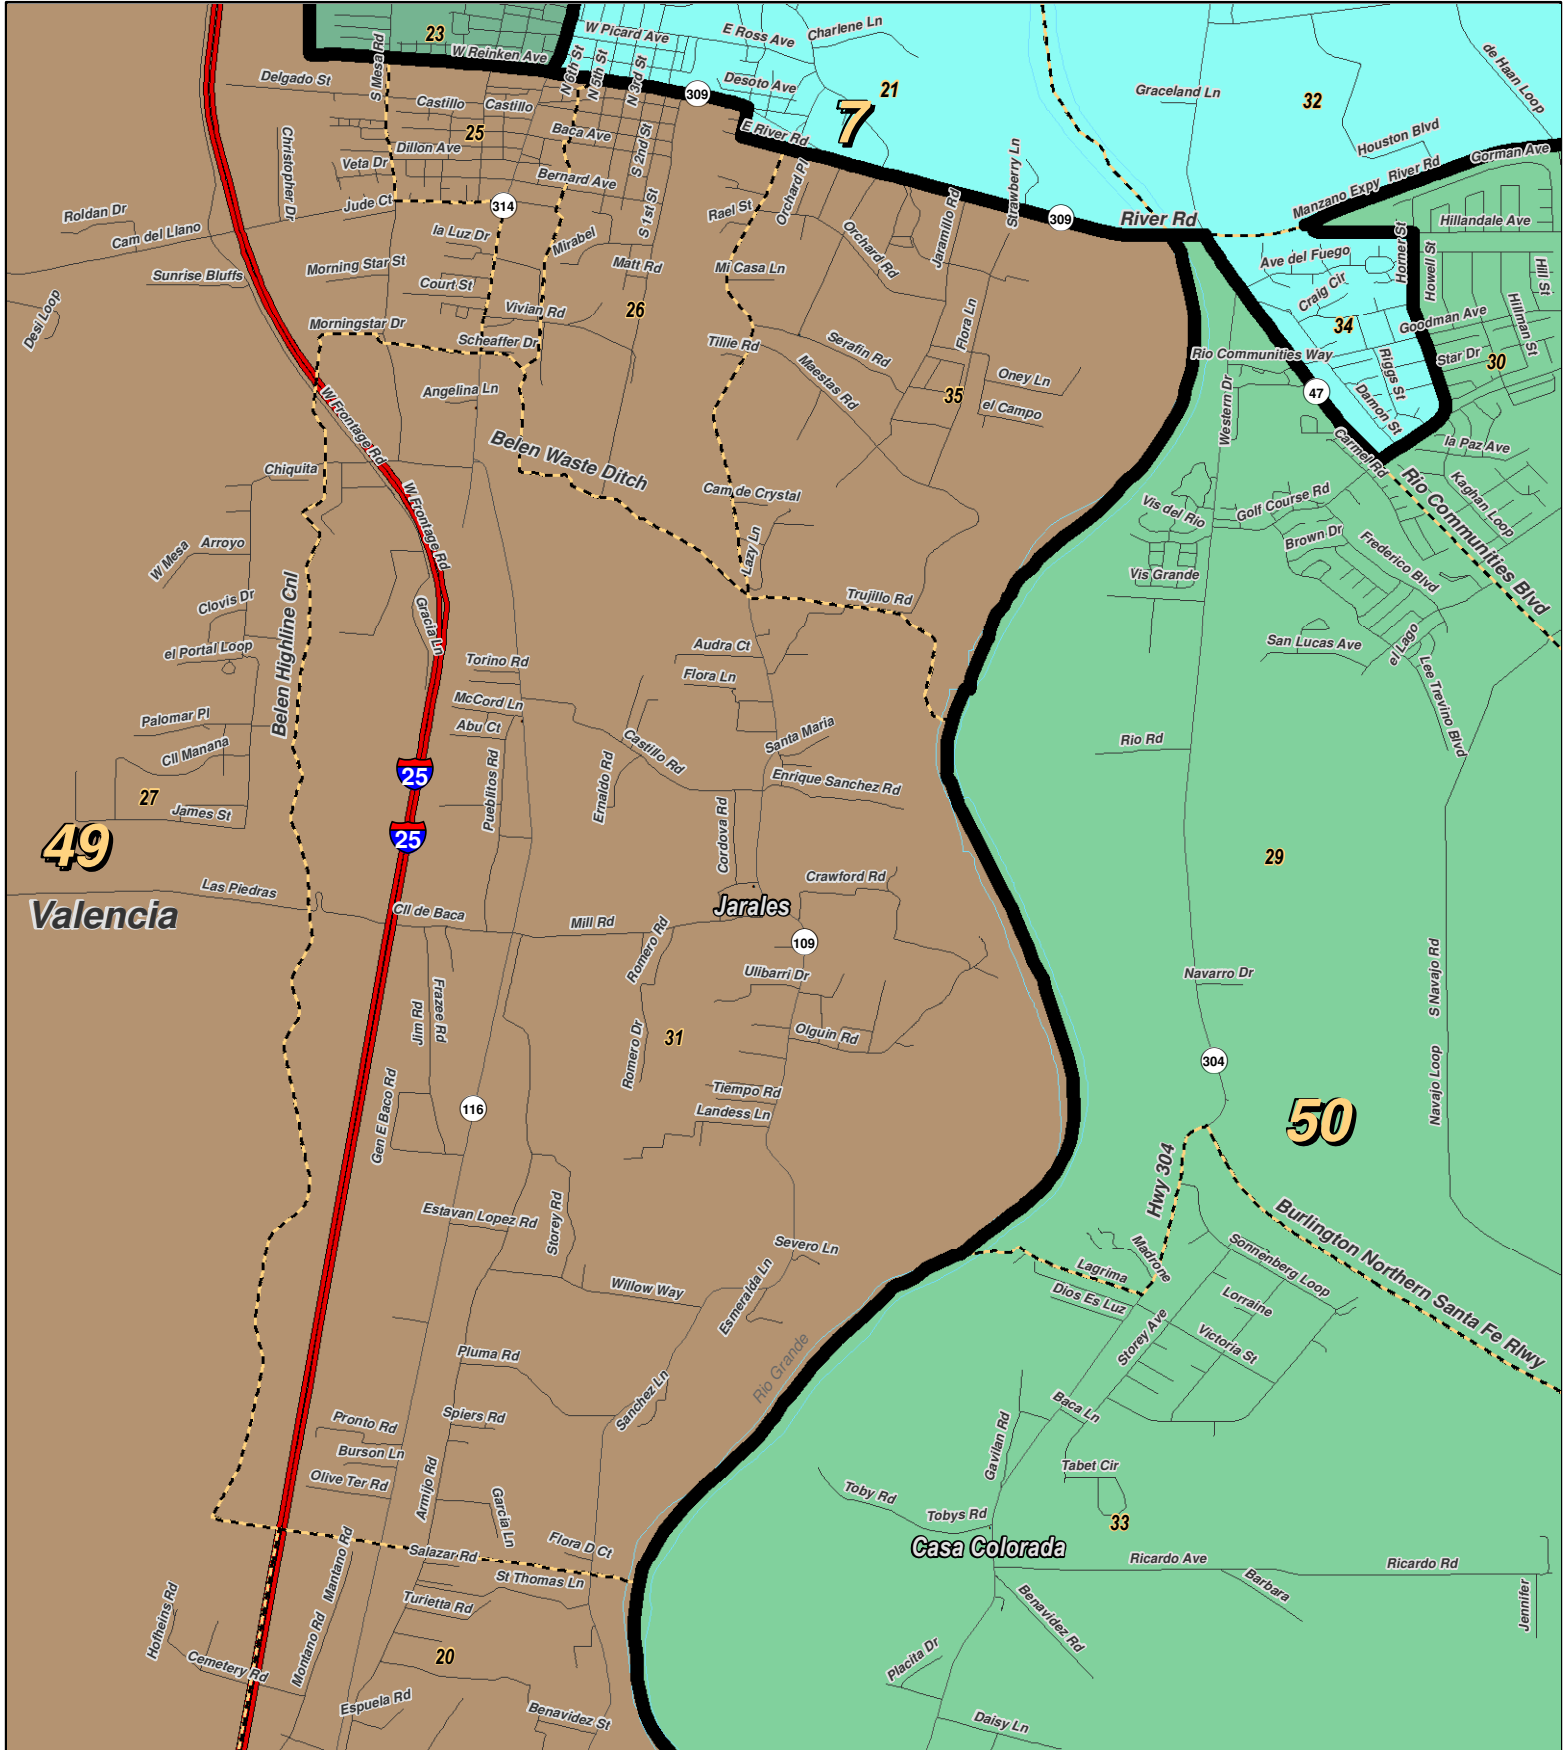 23
W Reinken Ave
W Picard Ave
E Ross Ave
Charlene Ln
de Haan Loop
S Mesa Rd
Delgado St
N 6th St
N 5th St
N 3rd St
309
Desoto Ave
21
7
Graceland Ln
32
Castillo
Castillo
25
Baca Ave
E River Rd
Houston Blvd
Gorman Ave
Christopher Dr
Dillon Ave
Veta Dr
Bernard Ave
S 2nd St
S 1st St
Orchard Pl
Strawberry Ln
Manzano Expy
River Rd
Roldan Dr
Cam del Llano
Jude Ct
314
Rael St
Jaramillo Rd
309
River Rd
Hillandale Ave
la Luz Dr
Mirabel
Orchard Rd
Horner St
Howell St
Hill St
Sunrise Bluffs
Morning Star St
Court St
Matt Rd
Mi Casa Ln
Ave del Fuego
Craig Cir
Desi Loop
Vivian Rd
26
Flora Ln
34
Goodman Ave
Hillman St
Morningstar Dr
Scheaffer Dr
Tillie Rd
Serafin Rd
Rio Communities Way
Riggs St
Star Dr
30
Angelina Ln
Maestas Rd
35
Oney Ln
el Campo
Western Dr
47
Damon St
W Frontage Rd
Belen Waste Ditch
Carmel Rd
la Paz Ave
Chiquita
W Frontage Rd
Cam de Crystal
Vis del Rio
Golf Course Rd
Rio Communities Blvd
Kaghan Loop
W Mesa
Arroyo
Lazy Ln
Vis Grande
Brown Dr
Frederico Blvd
Belen Highline Cnl
Clovis Dr
Gracia Ln
Trujillo Rd
el Portal Loop
Torino Rd
Audra Ct
San Lucas Ave
el Lago
Lee Trevino Blvd
Flora Ln
Palomar Pl
McCord Ln
Abu Ct
Santa Maria
Cll Manana
Castillo Rd
Rio Rd
25
Pueblitos Rd
Ernaldo Rd
Enrique Sanchez Rd
27
James St
Cordova Rd
49
25
29
Las Piedras
Crawford Rd
Valencia
Cll de Baca
Mill Rd
Jarales
Romero Rd
109
S Navajo Rd
Ulibarri Dr
Navarro Dr
Jim Rd
Frazee Rd
31
Romero Dr
Olguin Rd
304
Navajo Loop
Gen E Baco Rd
116
Tiempo Rd
Landess Ln
50
Hwy 304
Estavan Lopez Rd
Storey Rd
Severo Ln
Burlington Northern Santa Fe Rlwy
Madrone
Lagrima
Sonnenberg Loop
Willow Way
Esmeralda Ln
Dios Es Luz
Lorraine
Storey Ave
Victoria St
Pluma Rd
Rio Grande
Sanchez Ln
Baca Ln
Pronto Rd
Spiers Rd
Burson Ln
Gavilan Rd
Olive Ter Rd
Armijo Rd
Garcia Ln
Tabet Cir
Toby Rd
Tobys Rd
33
Mantano Rd
Salazar Rd
Flora D Ct
Casa Colorada
Ricardo Ave
Ricardo Rd
St Thomas Ln
Barbara
Jennifer
Hofheins Rd
Turietta Rd
Benavidez Rd
Montano Rd
Cemetery Rd
20
Placita Dr
Espuela Rd
Benavidez St
Daisy Ln